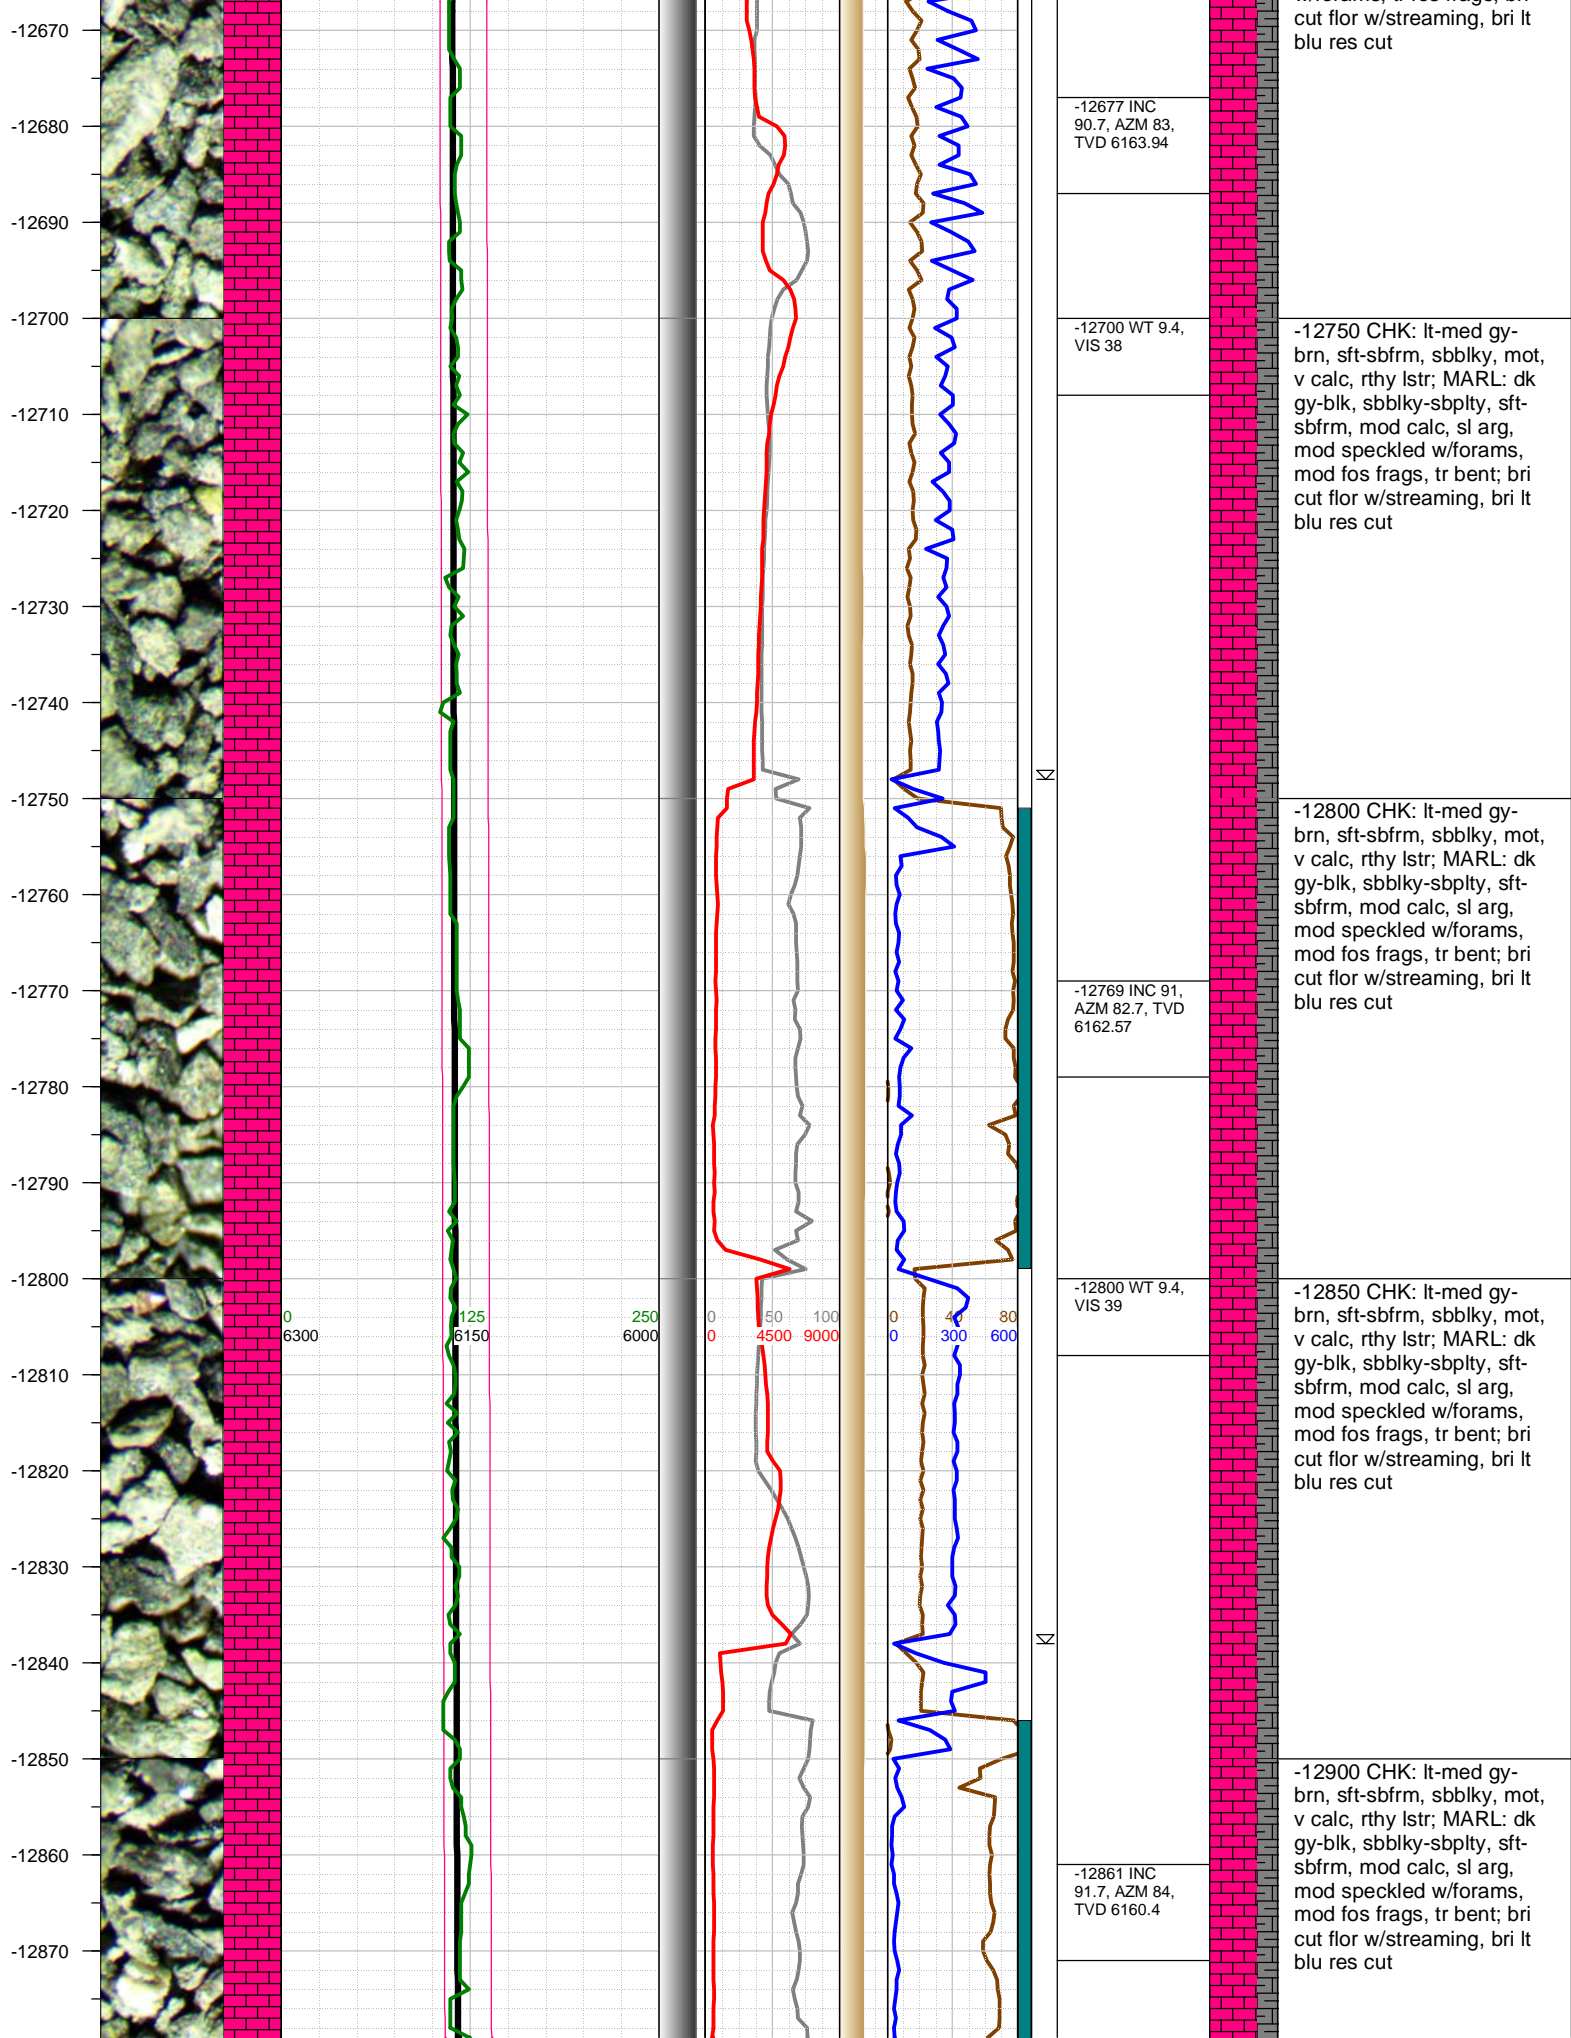 -12670
-12680
-12690
-12700
-12710
-12720
-12730
-12740
-12750
-12760
-12770
-12780
-12790
-12800
-12810
-12820
-12830
-12840
-12850
-12860
-12870
0 125 250
6300 6150 6000
0 50 100
0 4500 9000
0 40 80
0 300 600
-12677 INC
90.7, AZM 83,
TVD 6163.94
-12700 WT 9.4,
VIS 38
-12769 INC 91,
AZM 82.7, TVD
6162.57
-12800 WT 9.4,
VIS 39
-12861 INC
91.7, AZM 84,
TVD 6160.4
cut flor w/streaming, bri lt
blu res cut
-12750 CHK: lt-med gy-
brn, sft-sbfrm, sbblky, mot,
v calc, rthy lstr; MARL: dk
gy-blk, sbblky-sbplty, sft-
sbfrm, mod calc, sl arg,
mod speckled w/forams,
mod fos frags, tr bent; bri
cut flor w/streaming, bri lt
blu res cut
-12800 CHK: lt-med gy-
brn, sft-sbfrm, sbblky, mot,
v calc, rthy lstr; MARL: dk
gy-blk, sbblky-sbplty, sft-
sbfrm, mod calc, sl arg,
mod speckled w/forams,
mod fos frags, tr bent; bri
cut flor w/streaming, bri lt
blu res cut
-12850 CHK: lt-med gy-
brn, sft-sbfrm, sbblky, mot,
v calc, rthy lstr; MARL: dk
gy-blk, sbblky-sbplty, sft-
sbfrm, mod calc, sl arg,
mod speckled w/forams,
mod fos frags, tr bent; bri
cut flor w/streaming, bri lt
blu res cut
-12900 CHK: lt-med gy-
brn, sft-sbfrm, sbblky, mot,
v calc, rthy lstr; MARL: dk
gy-blk, sbblky-sbplty, sft-
sbfrm, mod calc, sl arg,
mod speckled w/forams,
mod fos frags, tr bent; bri
cut flor w/streaming, bri lt
blu res cut